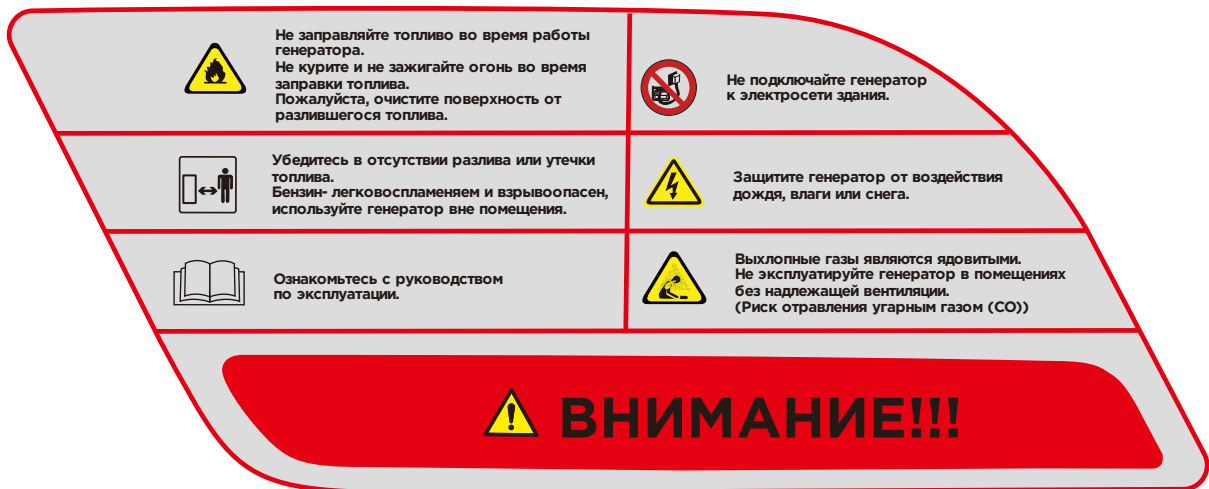 Не заправляйте топливо во время работы
генератора.
Не курите и не зажигайте огонь во время
заправки топлива.
Пожалуйста, очистите поверхность от
разлившегося топлива.
Не подключайте генератор
к электросети здания.
Убедитесь в отсутствии разлива или утечки
топлива.
Бензин- легковоспламеняем и взрывоопасен,
используйте генератор вне помещения.
Защитите генератор от воздействия
дождя, влаги или снега.
Ознакомьтесь с руководством
по эксплуатации.
Выхлопные газы являются ядовитыми.
Не эксплуатируйте генератор в помещениях
без надлежащей вентиляции.
(Риск отравления угарным газом (СО))
ВНИМАНИЕ!!!